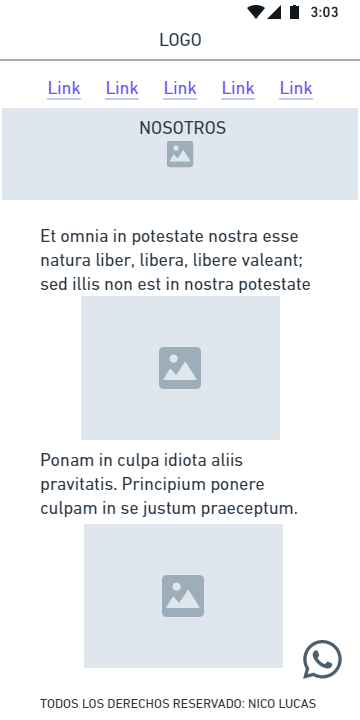 3:03
LOGO
Link Link Link Link Link
NOSOTROS
Et omnia in potestate nostra esse
natura liber, libera, libere valeant;
sed illis non est in nostra potestate
Ponam in culpa idiota aliis
pravitatis. Principium ponere
culpam in se justum praeceptum.
TODOS LOS DERECHOS RESERVADO: NICO LUCAS